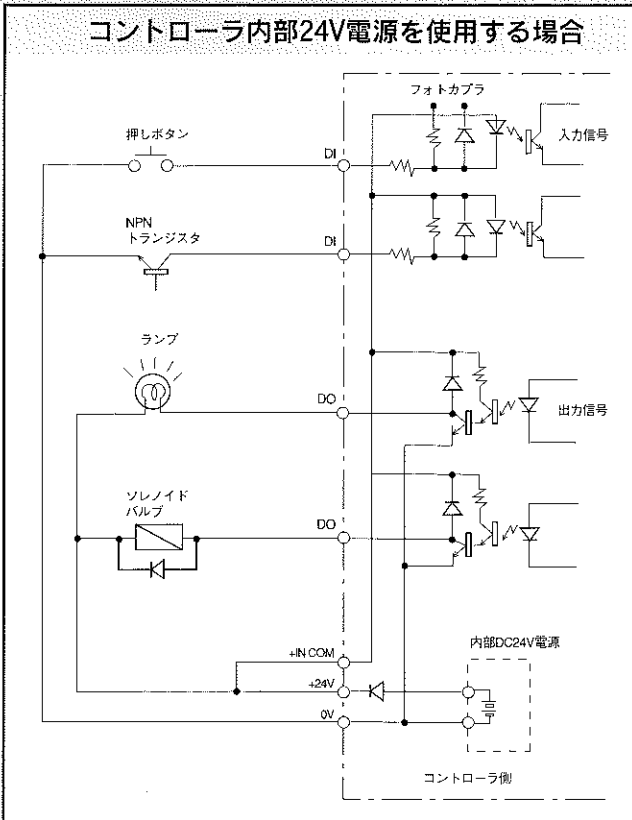 コントローラ内部24V電源を使用する場合
フォトカプラ
押しボタン
DI
入力信号
NPN
トランジスタ
DI
ランプ
DO
出力信号
ソレノイド
バルブ
DO
内部DC24V電源
+IN COM
+24V
0V
コントローラ側